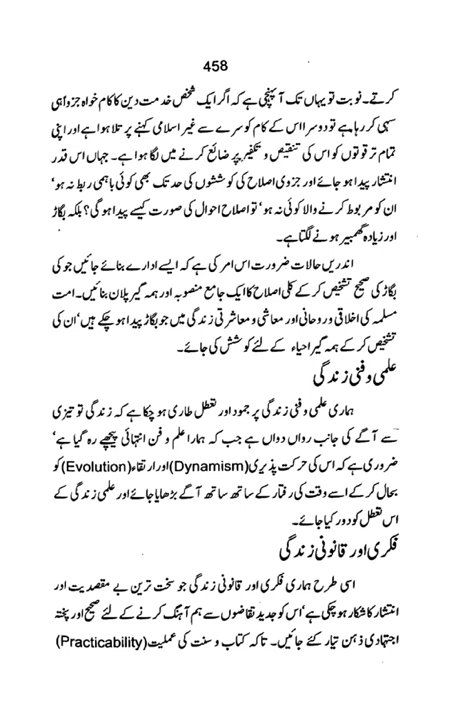 458
کرتے۔ نوبت تو یہاں تک آ پہنچی ہے کہ اگر ایک شخص خدمت دین کا کام خواہ جزواً ہی
سہی کر رہا ہے تو دوسرا اس کے کام کو سرے سے غیر اسلامی کہنے پر تلا ہوا ہے اور اپنی
تمام تر قوتوں کو اس کی تنقیص و تکفیر پر ضائع کرنے میں لگا ہوا ہے۔ جہاں اس قدر
انتشار پیدا ہو جائے اور جزوی اصلاح کی کوششوں کی حد تک بھی کوئی باہمی ربط نہ ہو‘
ان کو مربوط کرنے والا کوئی نہ ہو‘ تو اصلاح احوال کی صورت کیسے پیدا ہو گی؟ بلکہ بگاڑ
اور زیادہ گھمبیر ہونے لگتا ہے۔
اندریں حالات ضرورت اس امر کی ہے کہ ایسے ادارے بنائے جائیں جو کی
بگاڑ کی صحیح تشخیص کر کے کلی اصلاح کا ایک جامع منصوبہ اور ہمہ گیر پلان بنائیں۔ امت
مسلمہ کی اخلاقی و روحانی اور معاشی و معاشرتی زندگی میں جو بگاڑ پیدا ہو چکے ہیں‘ ان کی
تشخیص کر کے ہمہ گیر احیاء کے لئے کوشش کی جائے۔
علمی و فنی زندگی
ہماری علمی و فنی زندگی پر جمود اور تعطل طاری ہو چکا ہے کہ زندگی تو تیزی
سے آگے کی جانب رواں دواں ہے جب کہ ہمارا علم و فن انتہائی پیچھے رہ گیا ہے‘
ضروری ہے کہ اس کی حرکت پذیری (Dynamism) اور ارتقاء (Evolution) کو
بحال کر کے اسے وقت کی رفتار کے ساتھ ساتھ آگے بڑھایا جائے اور علمی زندگی کے
اس تعطل کو دور کیا جائے۔
فکری اور قانونی زندگی
اسی طرح ہماری فکری اور قانونی زندگی جو سخت ترین بے مقصدیت اور
انتشار کا شکار ہو چکی ہے‘ اس کو جدید تقاضوں سے ہم آہنگ کرنے کے لئے صحیح اور پختہ
اجتہادی ذہن تیار کئے جائیں۔ تاکہ کتاب و سنت کی عملیت (Practicability)